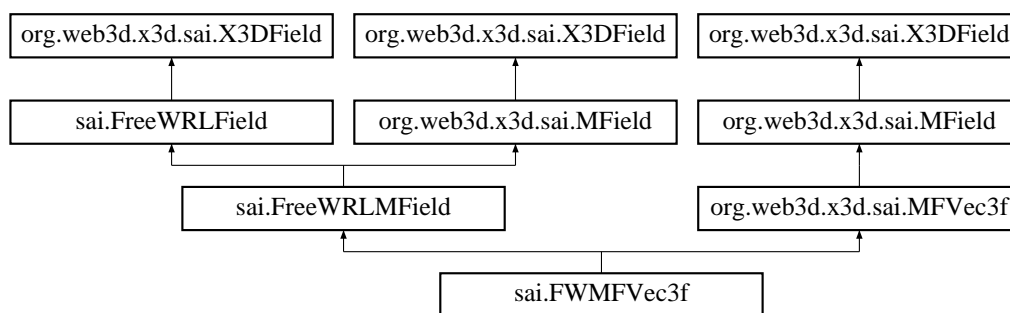 org.web3d.x3d.sai.X3DField
org.web3d.x3d.sai.X3DField
org.web3d.x3d.sai.X3DField
sai.FreeWRLField
org.web3d.x3d.sai.MField
org.web3d.x3d.sai.MField
sai.FreeWRLMField
org.web3d.x3d.sai.MFVec3f
sai.FWMFVec3f